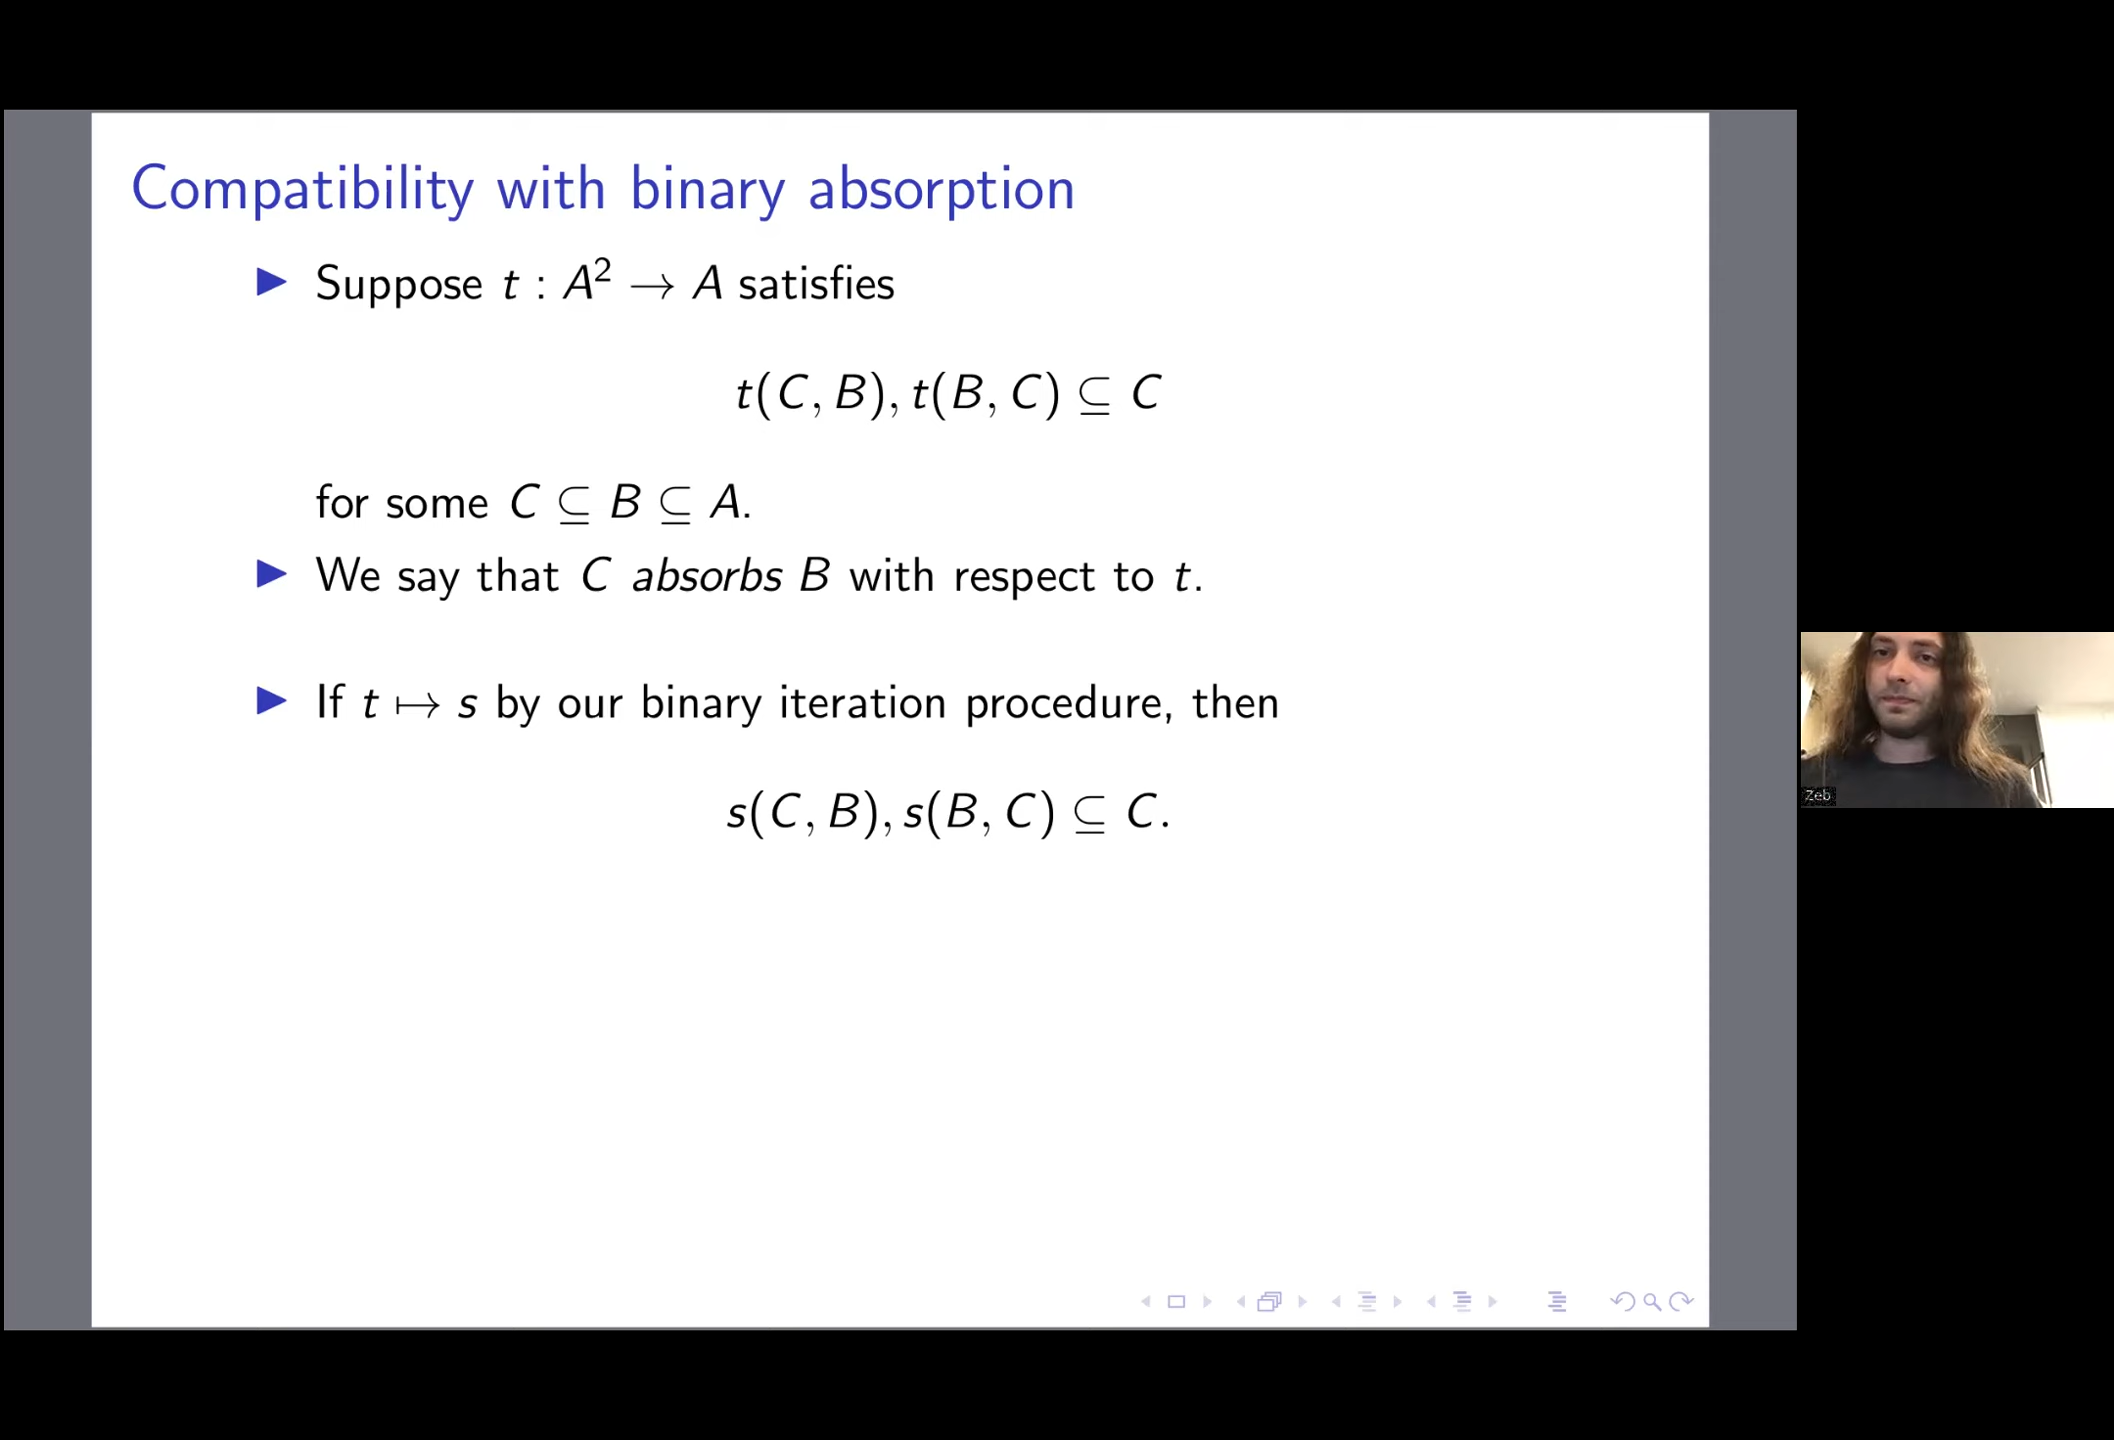 Compatibility with binary absorption
▶ Suppose t : A² → A satisfies
t(C, B), t(B, C) ⊆ C
for some C ⊆ B ⊆ A.
▶ We say that C absorbs B with respect to t.
▶ If t ↦ s by our binary iteration procedure, then
s(C, B), s(B, C) ⊆ C.
Zeb